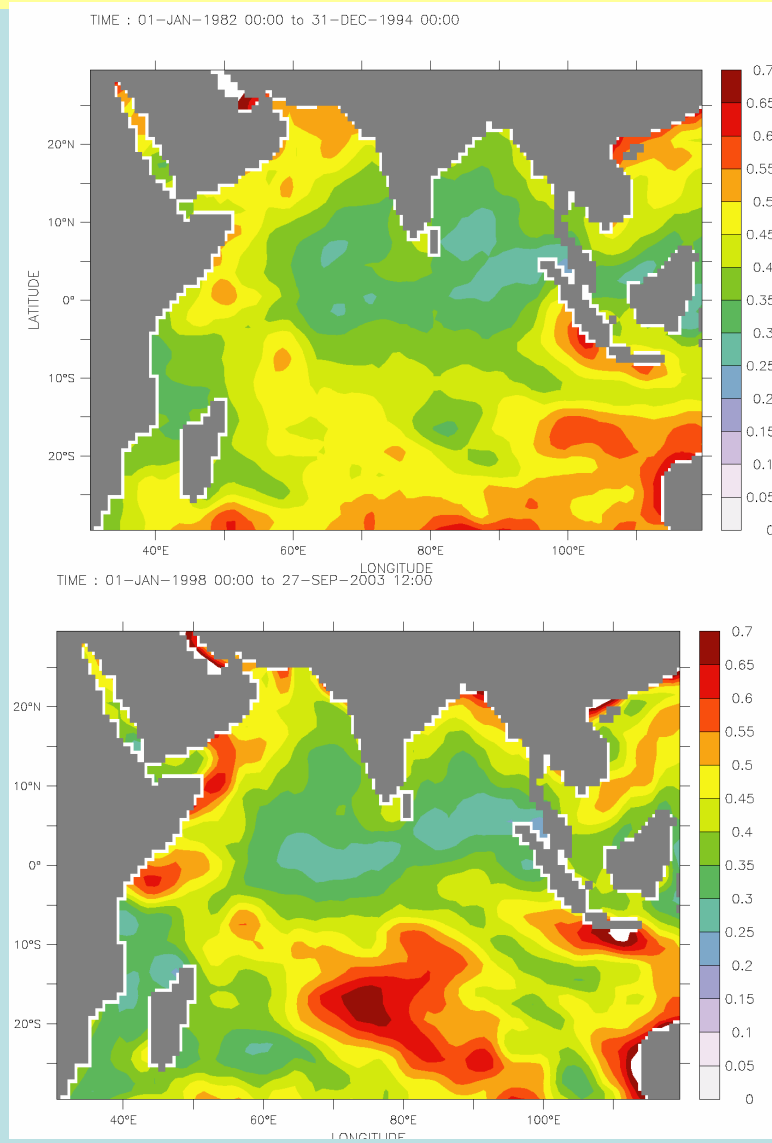 TIME : 01-JAN-1982 00:00 to 31-DEC-1994 00:00
20°N
10°N
0°
10°S
20°S
LATITUDE
40°E 60°E 80°E 100°E
LONGITUDE
0.7
0.65
0.6
0.55
0.5
0.45
0.4
0.35
0.3
0.25
0.2
0.15
0.1
0.05
0
TIME : 01-JAN-1998 00:00 to 27-SEP-2003 12:00
20°N
10°N
0°
10°S
20°S
40°E 60°E 80°E 100°E
LONGITUDE
0.7
0.65
0.6
0.55
0.5
0.45
0.4
0.35
0.3
0.25
0.2
0.15
0.1
0.05
0